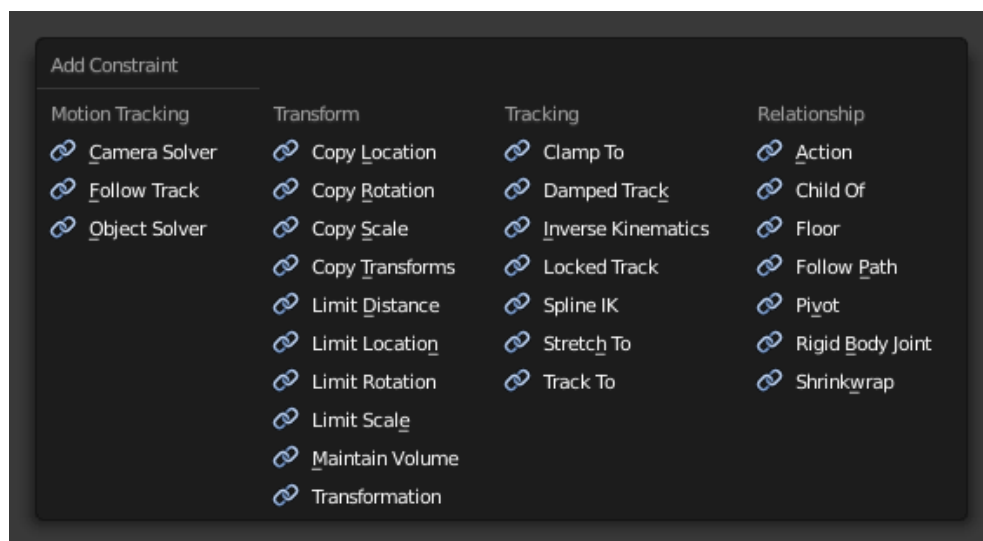 Add Constraint
Motion Tracking
Camera Solver
Follow Track
Object Solver
Transform
Copy Location
Copy Rotation
Copy Scale
Copy Transforms
Limit Distance
Limit Location
Limit Rotation
Limit Scale
Maintain Volume
Transformation
Tracking
Clamp To
Damped Track
Inverse Kinematics
Locked Track
Spline IK
Stretch To
Track To
Relationship
Action
Child Of
Floor
Follow Path
Pivot
Rigid Body Joint
Shrinkwrap